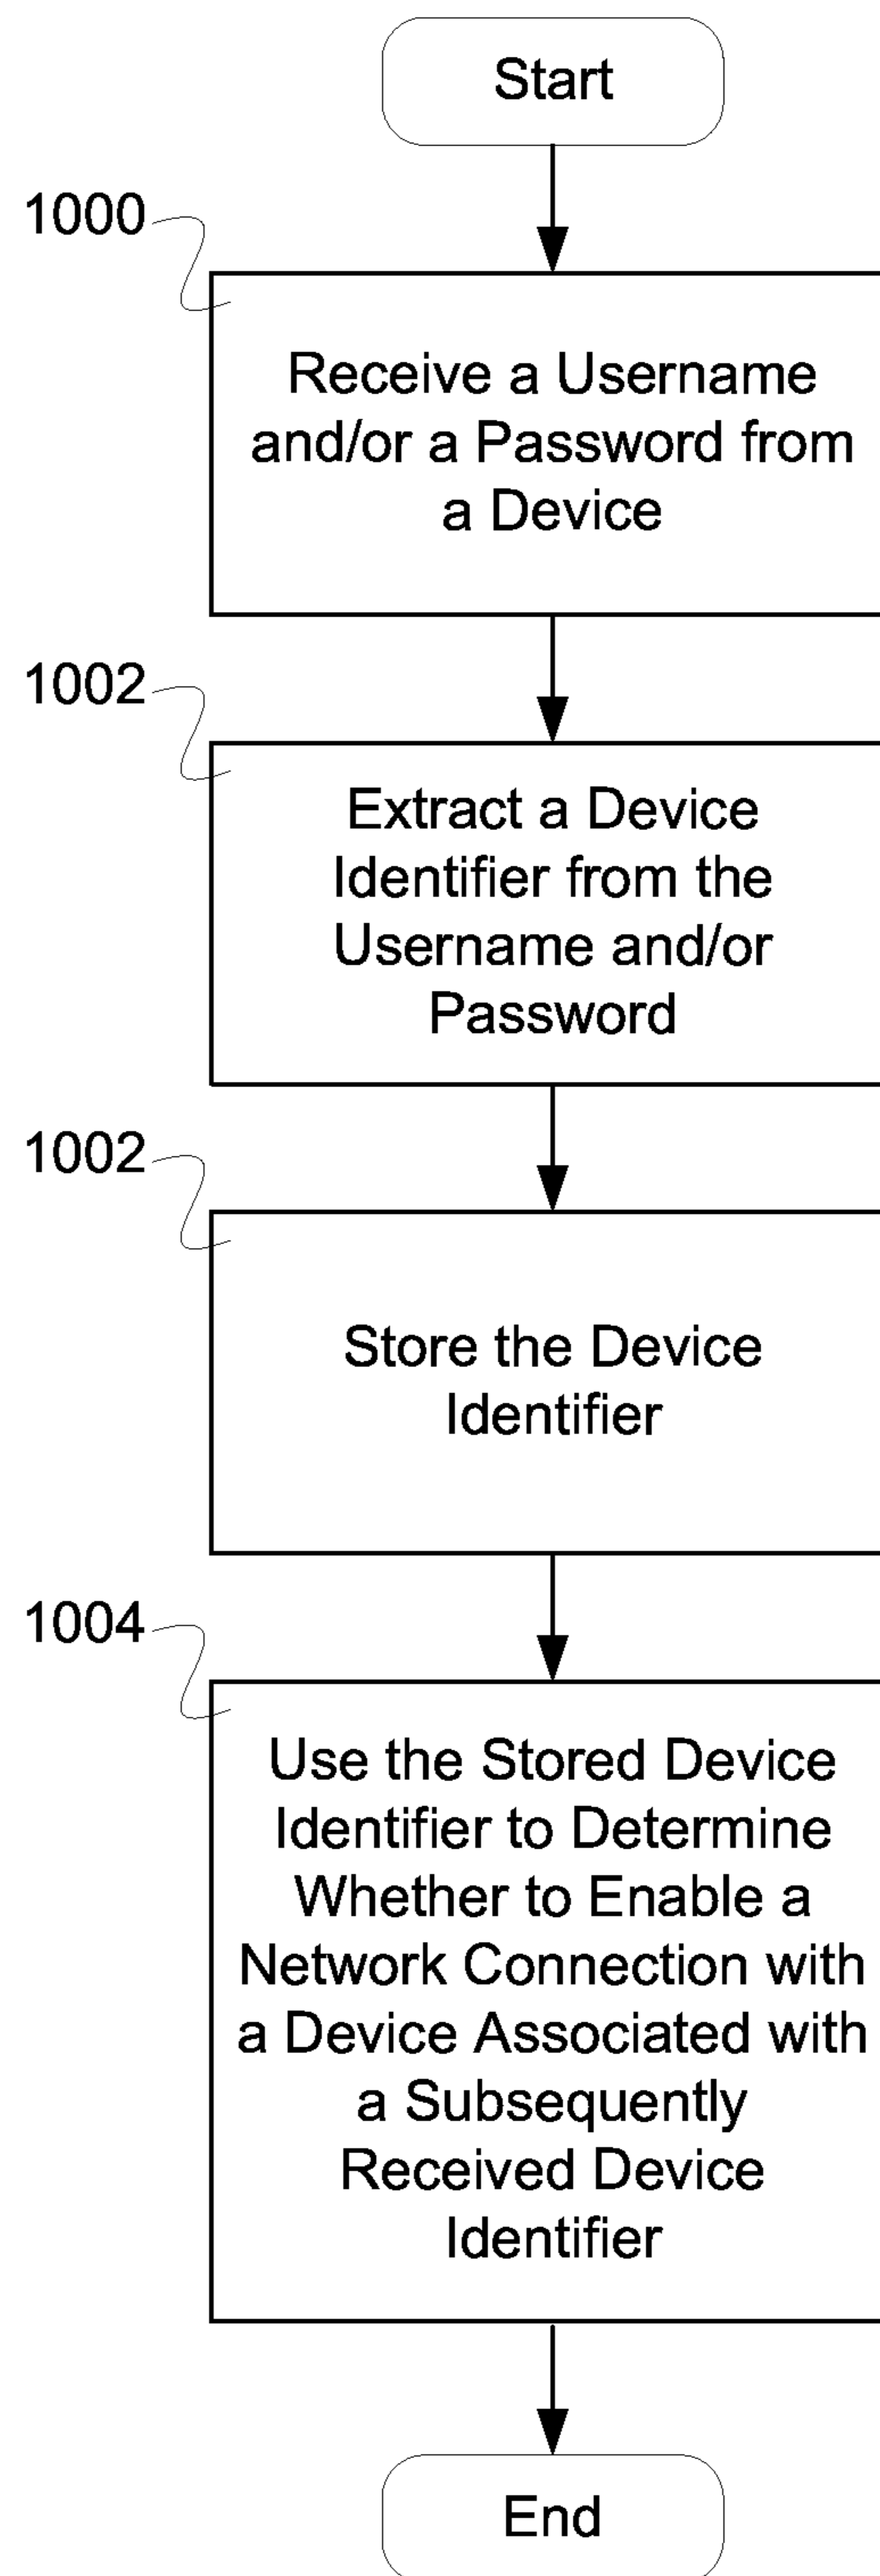 Start
1000
Receive a Username
and/or a Password from
a Device
1002
Extract a Device
Identifier from the
Username and/or
Password
1002
Store the Device
Identifier
1004
Use the Stored Device
Identifier to Determine
Whether to Enable a
Network Connection with
a Device Associated with
a Subsequently
Received Device
Identifier
End